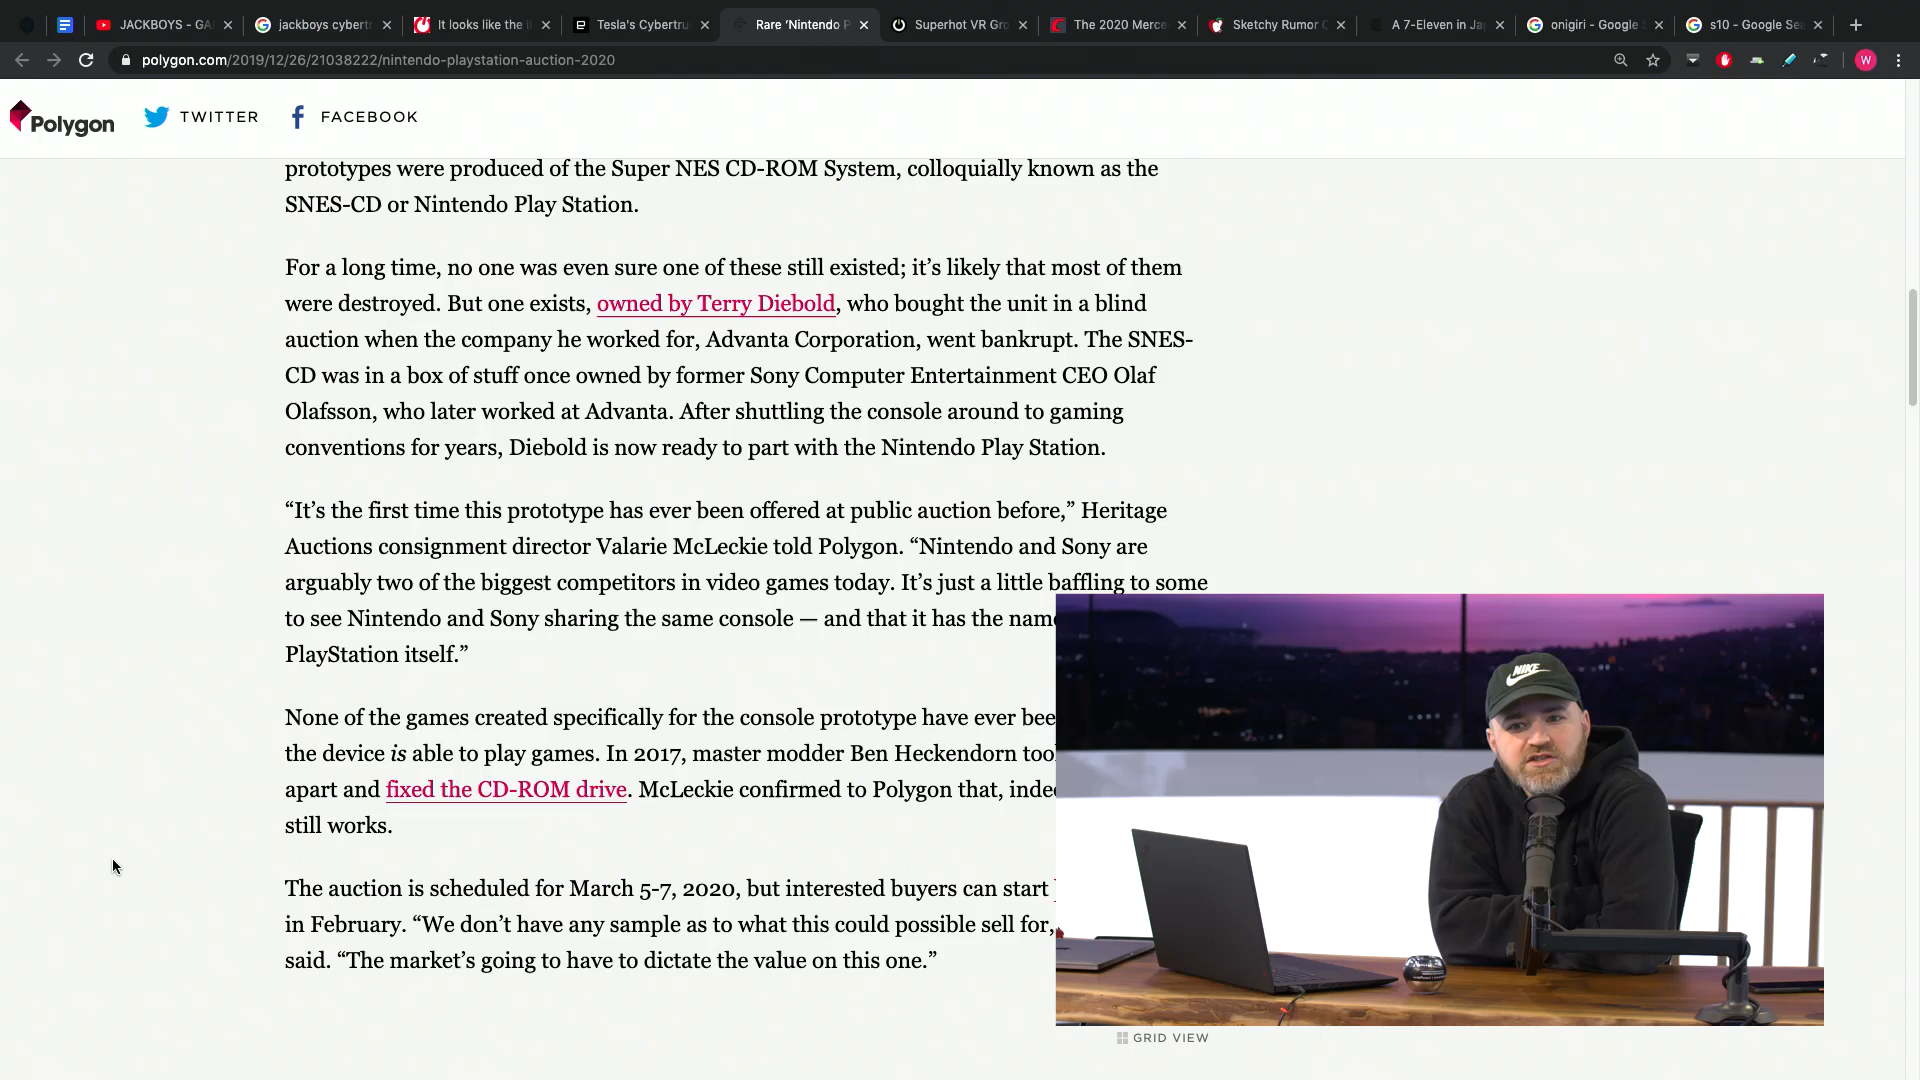 JACKBOYS - GA
jackboys cybert
It looks like the i
Tesla's Cybertru
Rare 'Nintendo P
Superhot VR Gro
The 2020 Merce
Sketchy Rumor
A 7-Eleven in Ja
onigiri - Google
s10 - Google Se
polygon.com/2019/12/26/21038222/nintendo-playstation-auction-2020
W
Polygon TWITTER FACEBOOK
prototypes were produced of the Super NES CD-ROM System, colloquially known as the
SNES-CD or Nintendo Play Station.
For a long time, no one was even sure one of these still existed; it’s likely that most of them
were destroyed. But one exists, owned by Terry Diebold, who bought the unit in a blind
auction when the company he worked for, Advanta Corporation, went bankrupt. The SNES-
CD was in a box of stuff once owned by former Sony Computer Entertainment CEO Olaf
Olafsson, who later worked at Advanta. After shuttling the console around to gaming
conventions for years, Diebold is now ready to part with the Nintendo Play Station.
“It’s the first time this prototype has ever been offered at public auction before,” Heritage
Auctions consignment director Valarie McLeckie told Polygon. “Nintendo and Sony are
arguably two of the biggest competitors in video games today. It’s just a little baffling to some
to see Nintendo and Sony sharing the same console — and that it has the name
PlayStation itself.”
None of the games created specifically for the console prototype have ever bee
the device is able to play games. In 2017, master modder Ben Heckendorn too
apart and fixed the CD-ROM drive. McLeckie confirmed to Polygon that, inde
still works.
The auction is scheduled for March 5-7, 2020, but interested buyers can start
in February. “We don’t have any sample as to what this could possible sell for,
said. “The market’s going to have to dictate the value on this one.”
NIKE
GRID VIEW